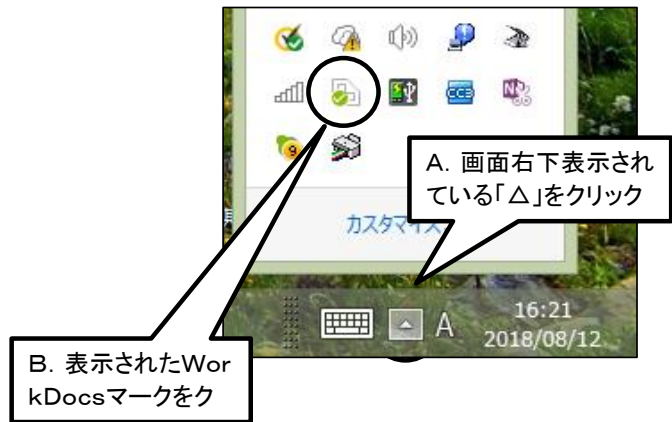 A．画面右下表示され
ている「△」をクリック
カスタマイズ
16:21
2018/08/12
A
B．表示されたWor
kDocsマークをク